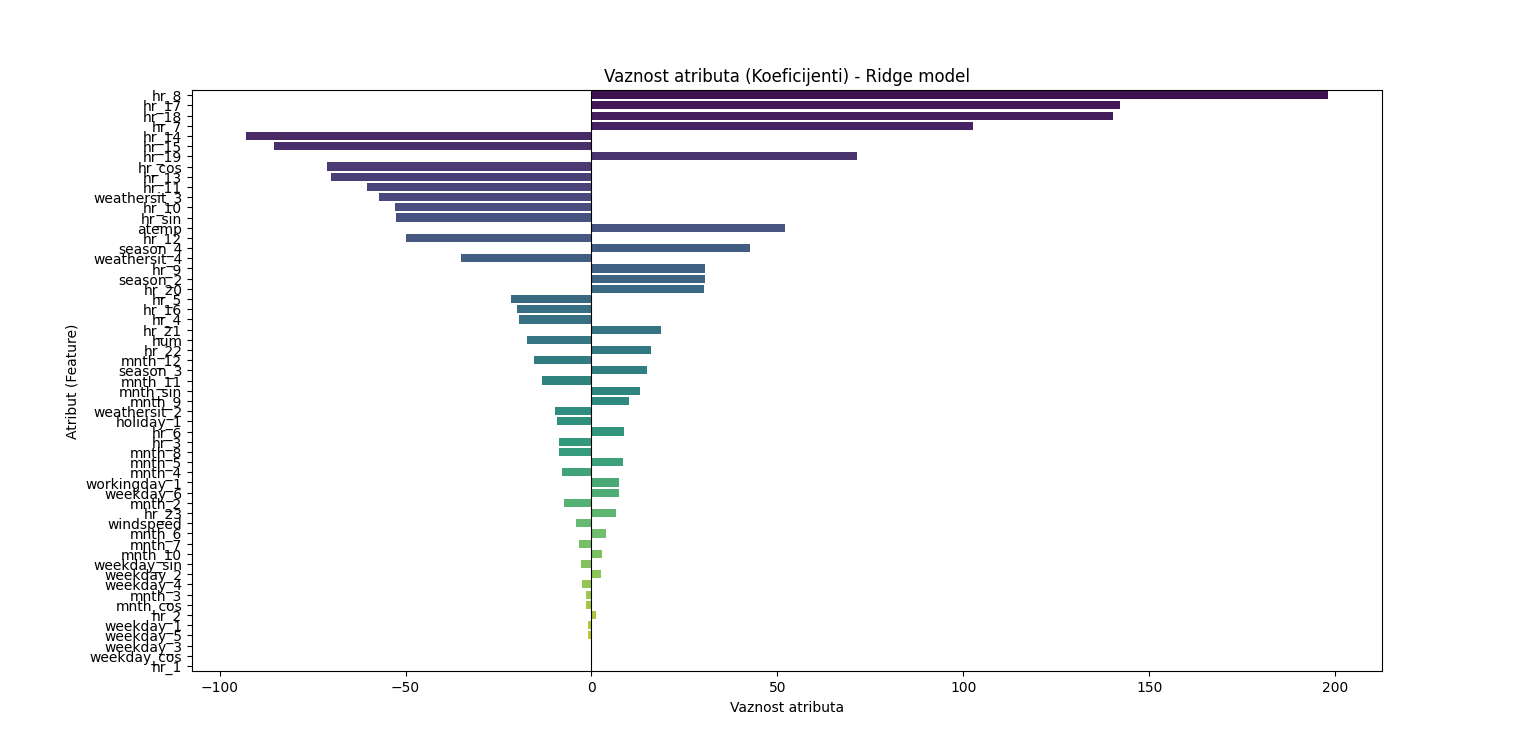 Vaznost atributa (Koeficijenti) - Ridge model
hr_8
hr_17
hr_18
hr_7
hr_14
hr_15
hr_19
hr_cos
hr_13
hr_11
weathersit_3
hr_10
hr_sin
atemp
hr_12
season_4
weathersit_4
hr_9
season_2
hr_20
hr_5
hr_16
hr_4
hr_21
hum
hr_22
mnth_12
season_3
mnth_11
mnth_sin
mnth_9
weathersit_2
holiday_1
hr_6
hr_3
mnth_8
mnth_5
mnth_4
workingday_1
weekday_6
mnth_2
hr_23
windspeed
mnth_6
mnth_7
mnth_10
weekday_sin
weekday_2
weekday_4
mnth_3
mnth_cos
hr_2
weekday_1
weekday_5
weekday_3
weekday_cos
hr_1
Atribut (Feature)
−100 −50 0 50 100 150 200
Vaznost atributa